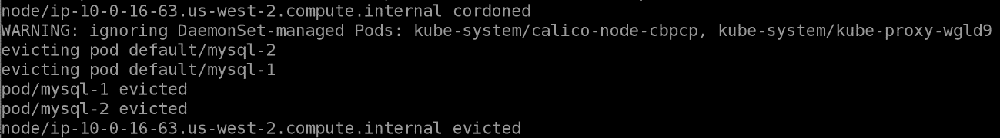 node/ip-10-0-16-63.us-west-2.compute.internal cordoned
WARNING: ignoring DaemonSet-managed Pods: kube-system/calico-node-cbpcp, kube-system/kube-proxy-wgld9
evicting pod default/mysql-2
evicting pod default/mysql-1
pod/mysql-1 evicted
pod/mysql-2 evicted
node/ip-10-0-16-63.us-west-2.compute.internal evicted